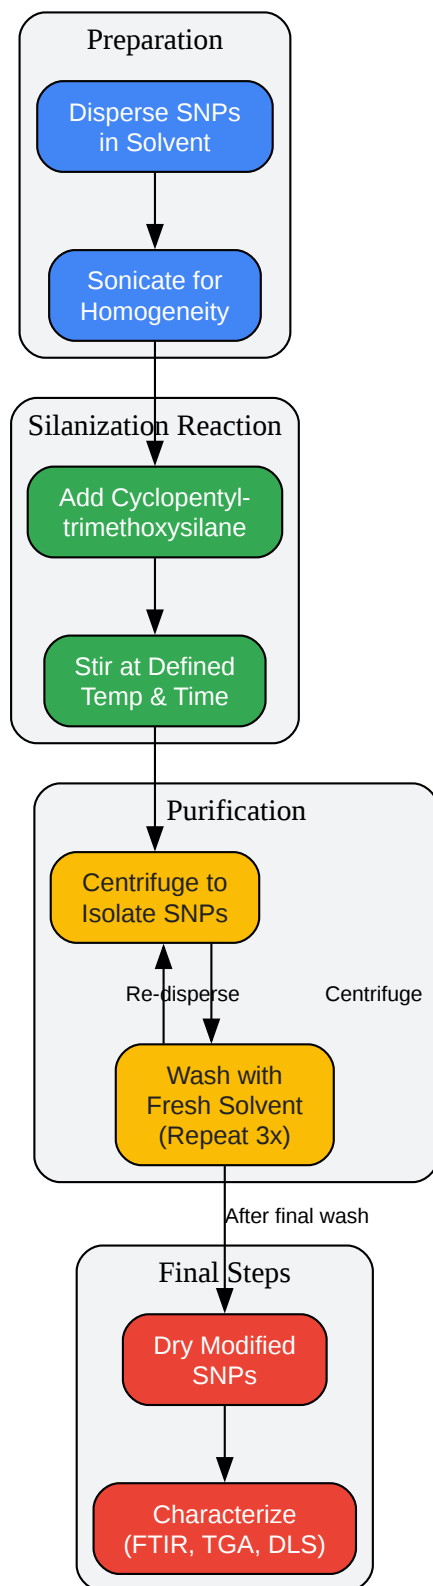 Preparation
Disperse SNPs
in Solvent
Sonicate for
Homogeneity
Silanization Reaction
Add Cyclopentyl-
trimethoxysilane
Stir at Defined
Temp & Time
Purification
Centrifuge to
Isolate SNPs
Re-disperse
Centrifuge
Wash with
Fresh Solvent
(Repeat 3x)
After final wash
Final Steps
Dry Modified
SNPs
Characterize
(FTIR, TGA, DLS)